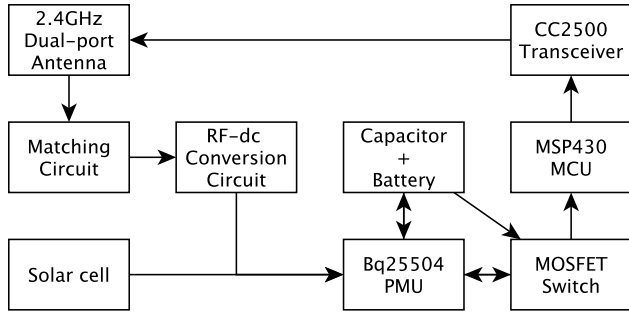 2.4GHz
Dual-port
Antenna
CC2500
Transceiver
Matching
Circuit
RF-dc
Conversion
Circuit
Capacitor
+
Battery
MSP430
MCU
Solar cell
Bq25504
PMU
MOSFET
Switch